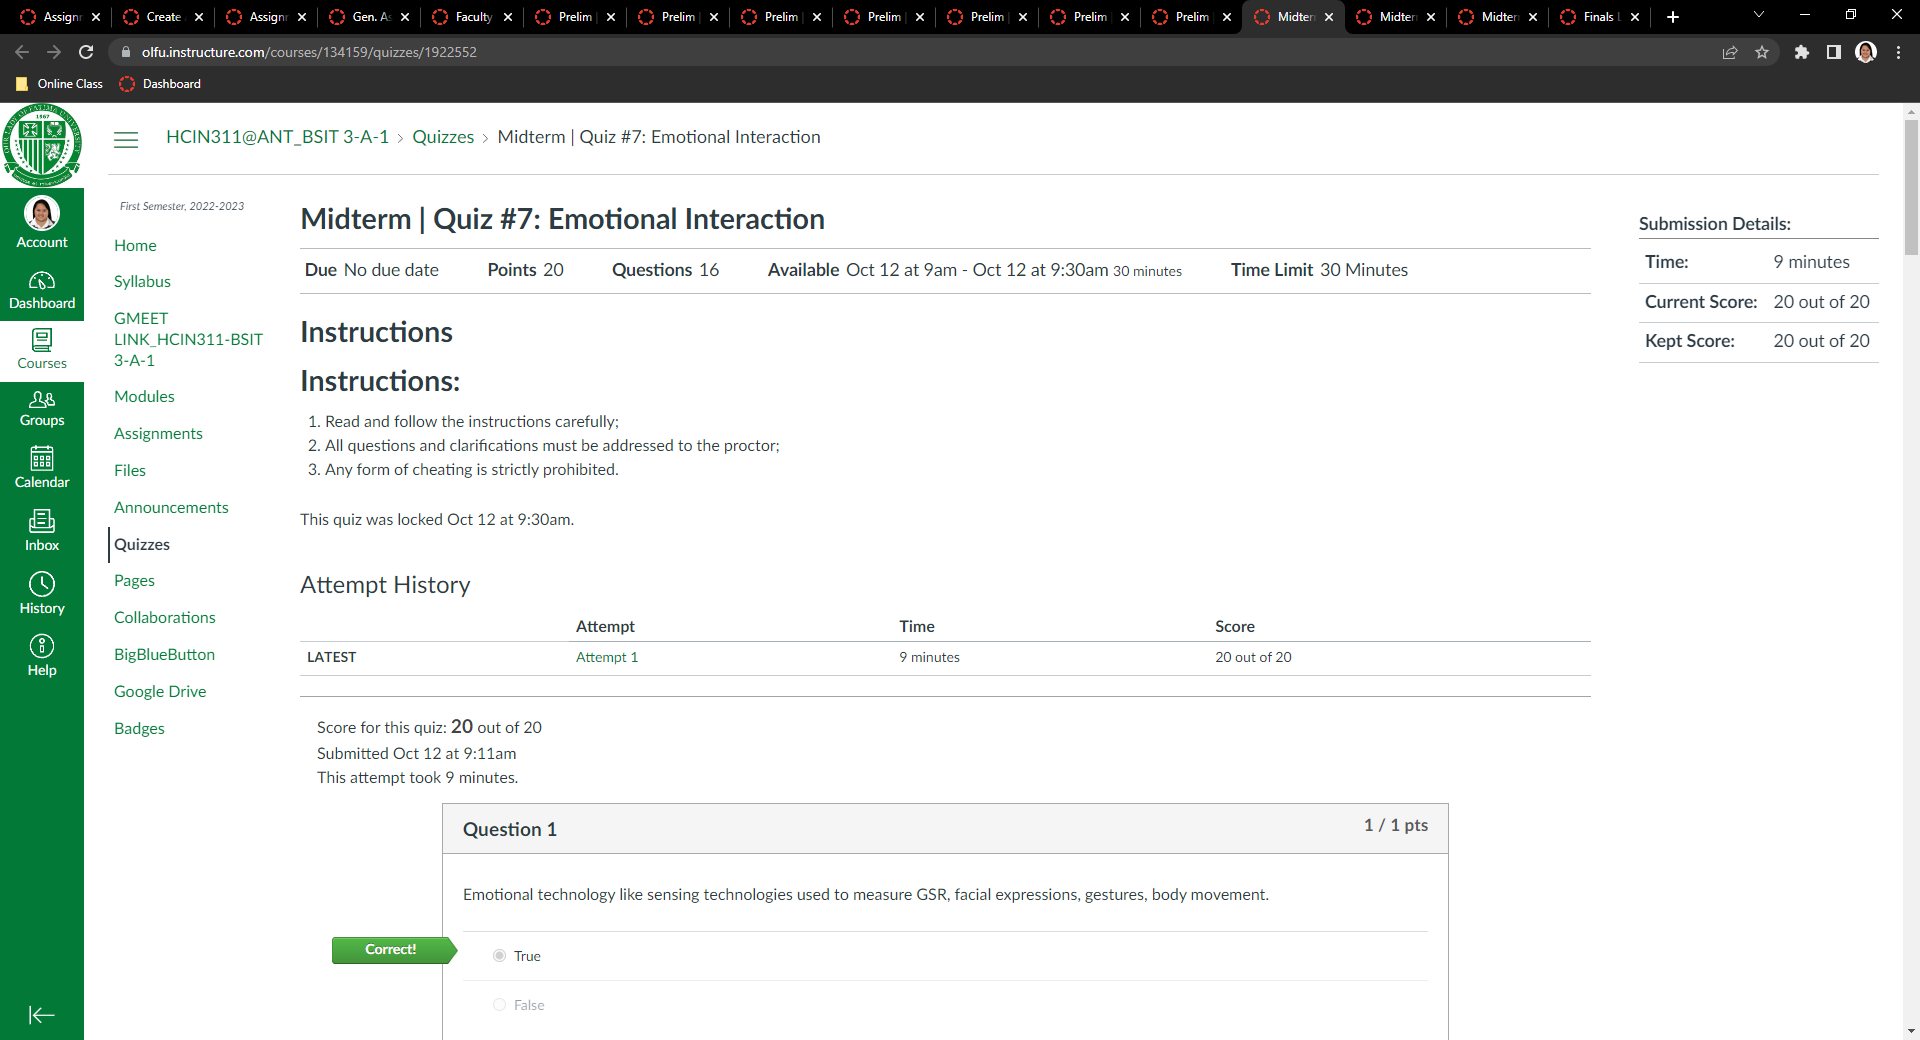 Assignr
Create
Assignr
Gen. As
Faculty
Prelim
Prelim
Prelim
Prelim
Prelim
Prelim
Prelim
Midterr
Midterr
Midterr
Finals
olfu.instructure.com/courses/134159/quizzes/1922552
Online Class
Dashboard
1967
HCIN311@ANT_BSIT 3-A-1 > Quizzes > Midterm | Quiz #7: Emotional Interaction
Account
Dashboard
Courses
Groups
Calendar
Inbox
History
Help
First Semester, 2022-2023
Home
Syllabus
GMEET
LINK_HCIN311-BSIT
3-A-1
Modules
Assignments
Files
Announcements
Quizzes
Pages
Collaborations
BigBlueButton
Google Drive
Badges
Midterm | Quiz #7: Emotional Interaction
Due No due date Points 20 Questions 16 Available Oct 12 at 9am - Oct 12 at 9:30am 30 minutes Time Limit 30 Minutes
Instructions
Instructions:
1. Read and follow the instructions carefully;
2. All questions and clarifications must be addressed to the proctor;
3. Any form of cheating is strictly prohibited.
This quiz was locked Oct 12 at 9:30am.
Attempt History
Attempt Time Score
LATEST Attempt 1 9 minutes 20 out of 20
Score for this quiz: 20 out of 20
Submitted Oct 12 at 9:11am
This attempt took 9 minutes.
Question 1 1 / 1 pts
Emotional technology like sensing technologies used to measure GSR, facial expressions, gestures, body movement.
Correct!
True
False
Submission Details:
Time: 9 minutes
Current Score: 20 out of 20
Kept Score: 20 out of 20